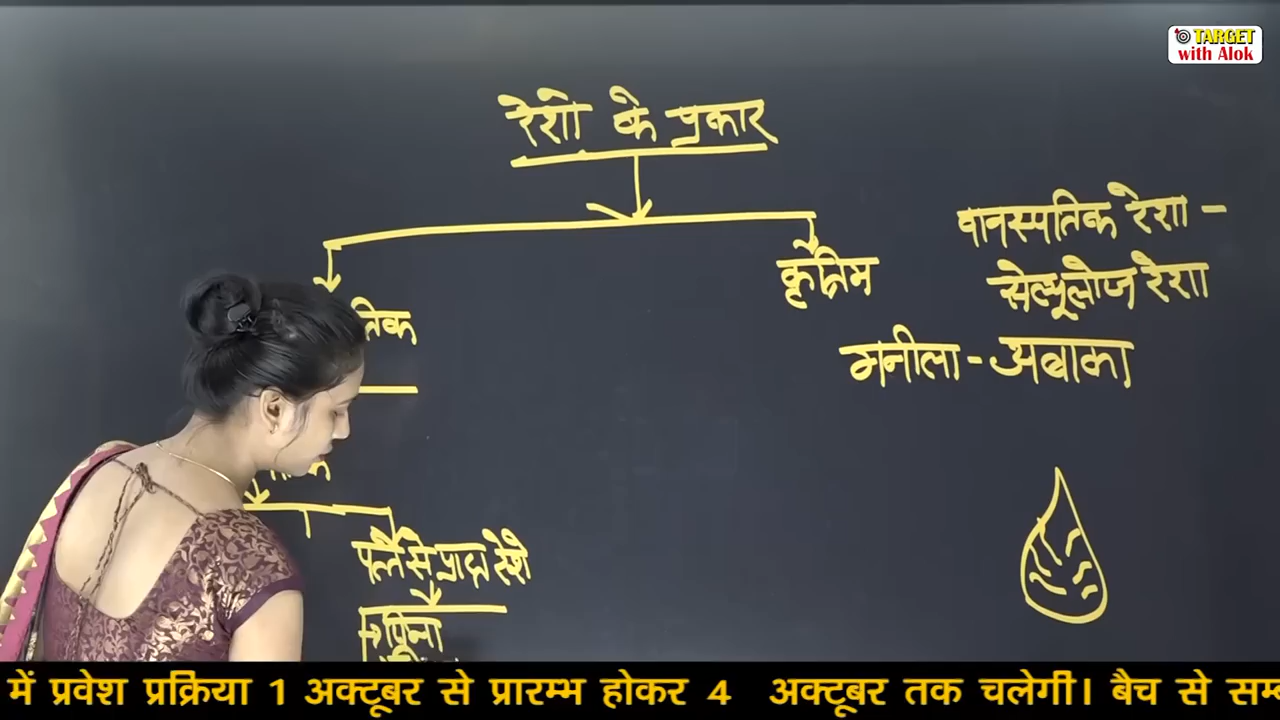 TARGET
with Alok
रेशो के प्रकार
वानस्पतिक रेशा -
सेल्यूलोज रेशा
कृत्रिम
तिक
मनीला - अबाका
पत्तै से प्राप्त रेशे
में प्रवेश प्रक्रिया 1 अक्टूबर से प्रारम्भ होकर 4 अक्टूबर तक चलेगी। बैच से सम्ब